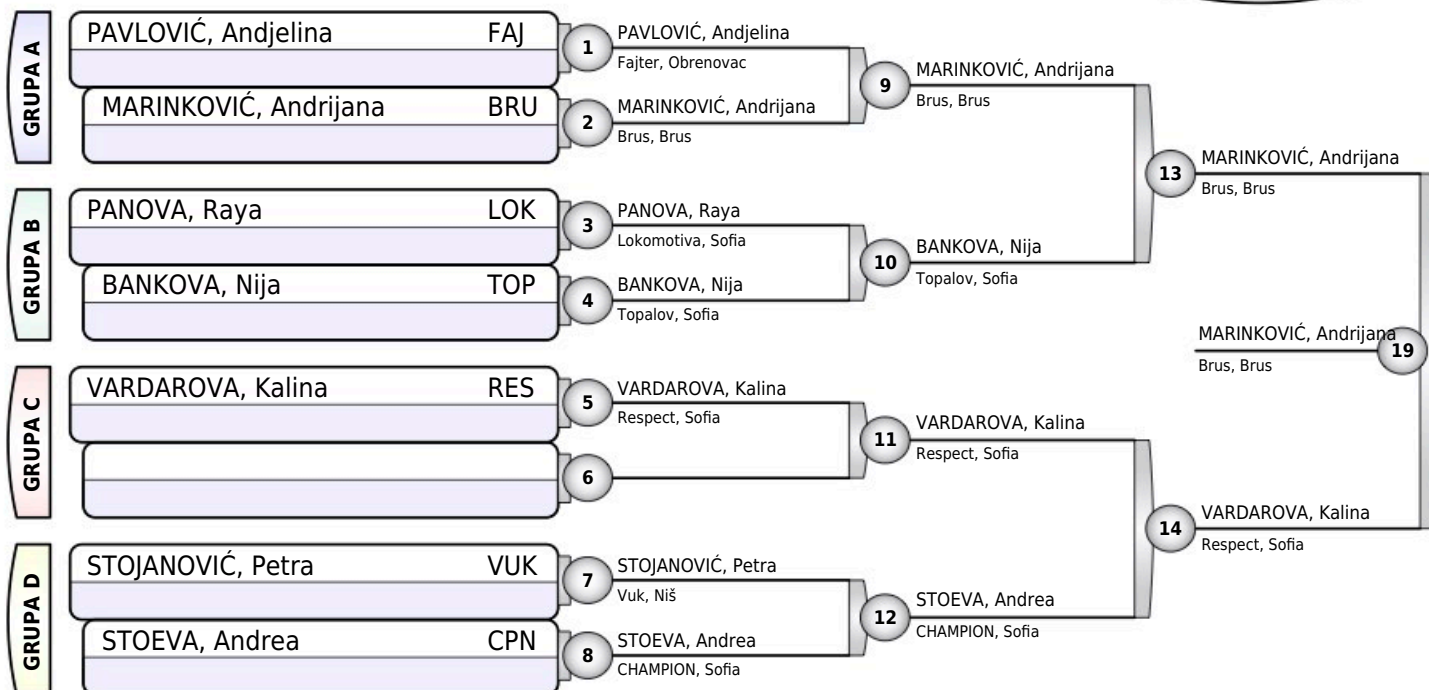 GRUPA A
PAVLOVIĆ, Andjelina FAJ
1
PAVLOVIĆ, Andjelina
Fajter, Obrenovac
MARINKOVIĆ, Andrijana BRU
2
MARINKOVIĆ, Andrijana
Brus, Brus
9
MARINKOVIĆ, Andrijana
Brus, Brus
GRUPA B
PANOVA, Raya LOK
3
PANOVA, Raya
Lokomotiva, Sofia
BANKOVA, Nija TOP
4
BANKOVA, Nija
Topalov, Sofia
10
BANKOVA, Nija
Topalov, Sofia
13
MARINKOVIĆ, Andrijana
Brus, Brus
GRUPA C
VARDAROVA, Kalina RES
5
VARDAROVA, Kalina
Respect, Sofia
6
11
VARDAROVA, Kalina
Respect, Sofia
GRUPA D
STOJANOVIĆ, Petra VUK
7
STOJANOVIĆ, Petra
Vuk, Niš
STOEVA, Andrea CPN
8
STOEVA, Andrea
CHAMPION, Sofia
12
STOEVA, Andrea
CHAMPION, Sofia
14
VARDAROVA, Kalina
Respect, Sofia
MARINKOVIĆ, Andrijana
19
Brus, Brus